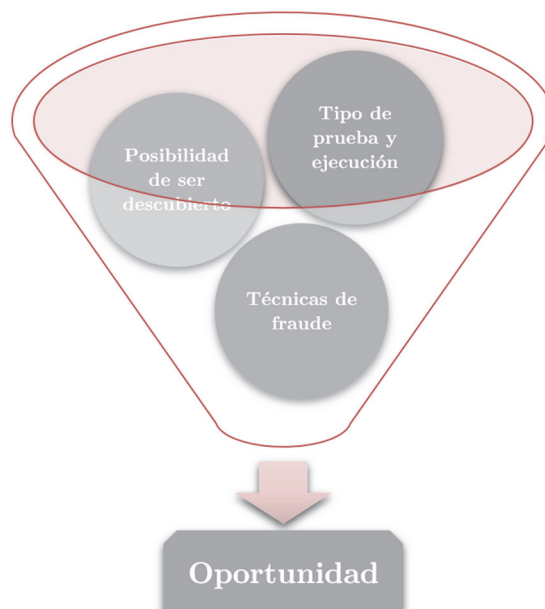 Tipo de
prueba y
ejecución
Posibilidad
de ser
descubierto
Técnicas de
fraude
Oportunidad